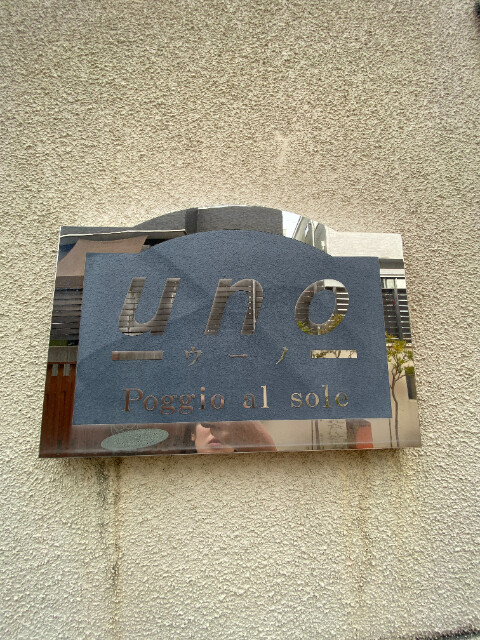 uno
ウーノ
Poggio al sole